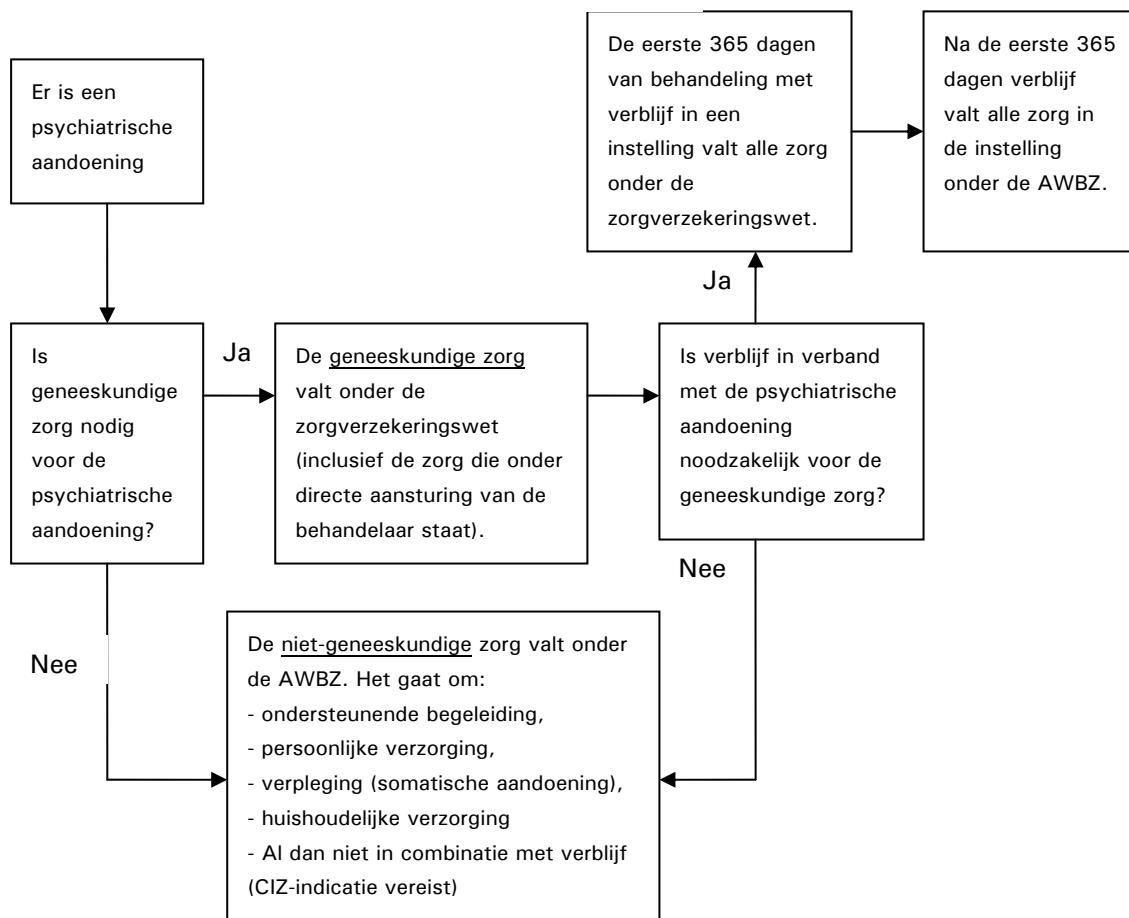 Er is een
psychiatrische
aandoening
De eerste 365 dagen
van behandeling met
verblijf in een
instelling valt alle zorg
onder de
zorgverzekeringswet.
Na de eerste 365
dagen verblijf
valt alle zorg in
de instelling
onder de AWBZ.
Is
geneeskundige
zorg nodig
voor de
psychiatrische
aandoening?
Ja
De geneeskundige zorg
valt onder de
zorgverzekeringswet
(inclusief de zorg die onder
directe aansturing van de
behandelaar staat).
Ja
Is verblijf in verband
met de psychiatrische
aandoening
noodzakelijk voor de
geneeskundige zorg?
Nee
Nee
De niet-geneeskundige zorg valt onder
de AWBZ. Het gaat om:
- ondersteunende begeleiding,
- persoonlijke verzorging,
- verpleging (somatische aandoening),
- huishoudelijke verzorging
- Al dan niet in combinatie met verblijf
(CIZ-indicatie vereist)